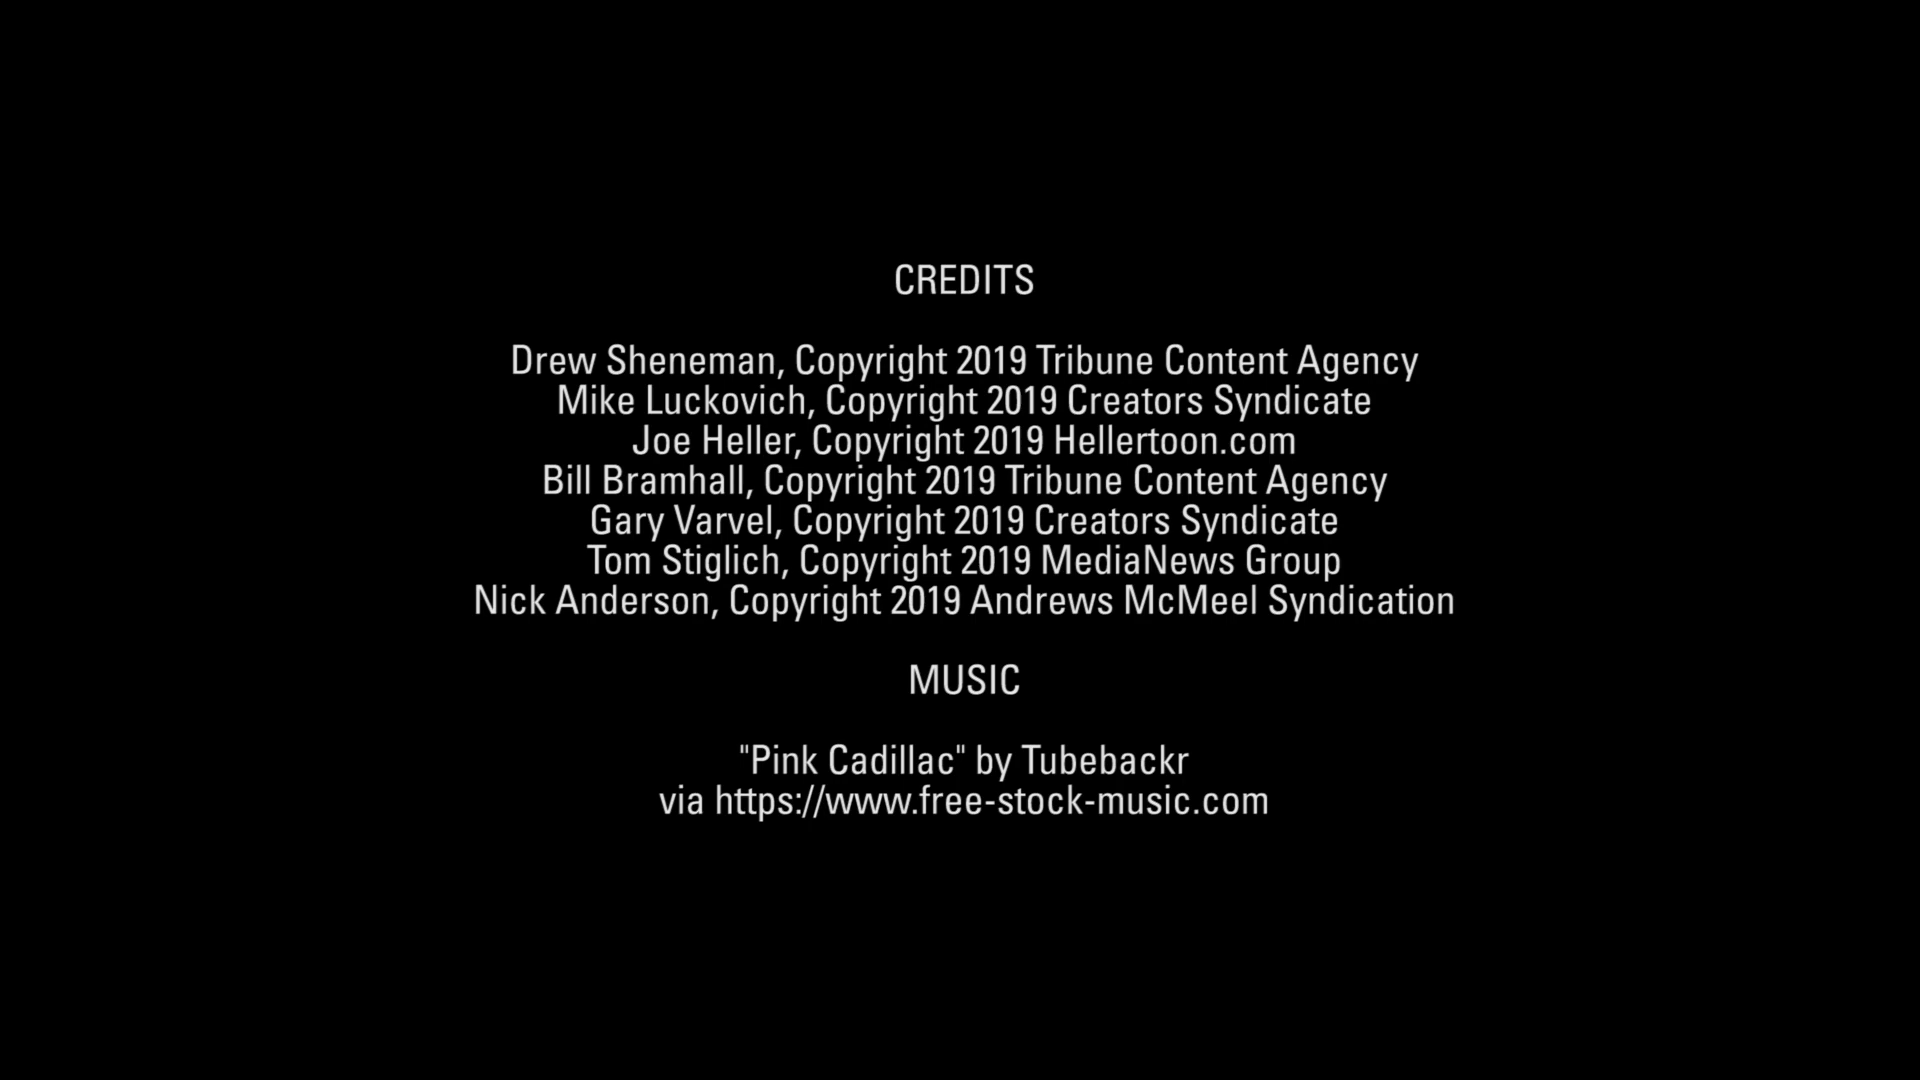 CREDITS
Drew Sheneman, Copyright 2019 Tribune Content Agency
Mike Luckovich, Copyright 2019 Creators Syndicate
Joe Heller, Copyright 2019 Hellertoon.com
Bill Bramhall, Copyright 2019 Tribune Content Agency
Gary Varvel, Copyright 2019 Creators Syndicate
Tom Stiglich, Copyright 2019 MediaNews Group
Nick Anderson, Copyright 2019 Andrews McMeel Syndication
MUSIC
"Pink Cadillac" by Tubebackr
via https://www.free-stock-music.com